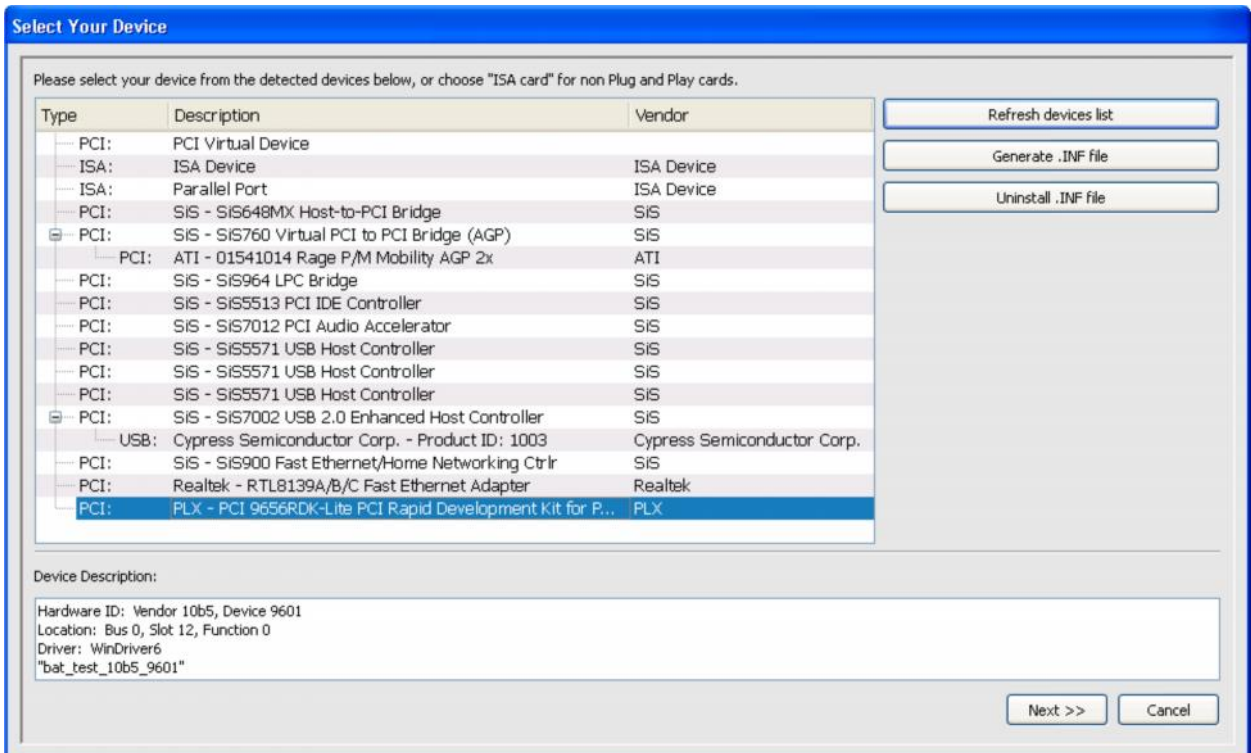 Select Your Device
Please select your device from the detected devices below, or choose "ISA card" for non Plug and Play cards.
Type Description Vendor
PCI: PCI Virtual Device
ISA: ISA Device ISA Device
ISA: Parallel Port ISA Device
PCI: SiS - SiS648MX Host-to-PCI Bridge SiS
PCI: SiS - SiS760 Virtual PCI to PCI Bridge (AGP) SiS
PCI: ATI - 01541014 Rage P/M Mobility AGP 2x ATI
PCI: SiS - SiS964 LPC Bridge SiS
PCI: SiS - SiS5513 PCI IDE Controller SiS
PCI: SiS - SiS7012 PCI Audio Accelerator SiS
PCI: SiS - SiS5571 USB Host Controller SiS
PCI: SiS - SiS5571 USB Host Controller SiS
PCI: SiS - SiS5571 USB Host Controller SiS
PCI: SiS - SiS7002 USB 2.0 Enhanced Host Controller SiS
USB: Cypress Semiconductor Corp. - Product ID: 1003 Cypress Semiconductor Corp.
PCI: SiS - SiS900 Fast Ethernet/Home Networking Ctrlr SiS
PCI: Realtek - RTL8139A/B/C Fast Ethernet Adapter Realtek
PCI: PLX - PCI 9656RDK-Lite PCI Rapid Development Kit for P... PLX
Refresh devices list
Generate .INF file
Uninstall .INF file
Device Description:
Hardware ID: Vendor 10b5, Device 9601
Location: Bus 0, Slot 12, Function 0
Driver: WinDriver6
"bat_test_10b5_9601"
Next >> Cancel